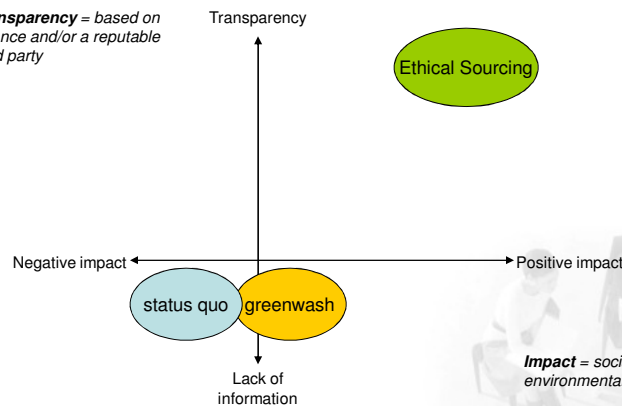 nsparency = based on
nce and/or a reputable
d party
Transparency
Ethical Sourcing
Negative impact
Positive impact
status quo
greenwash
Impact = soci
environmenta
Lack of
information